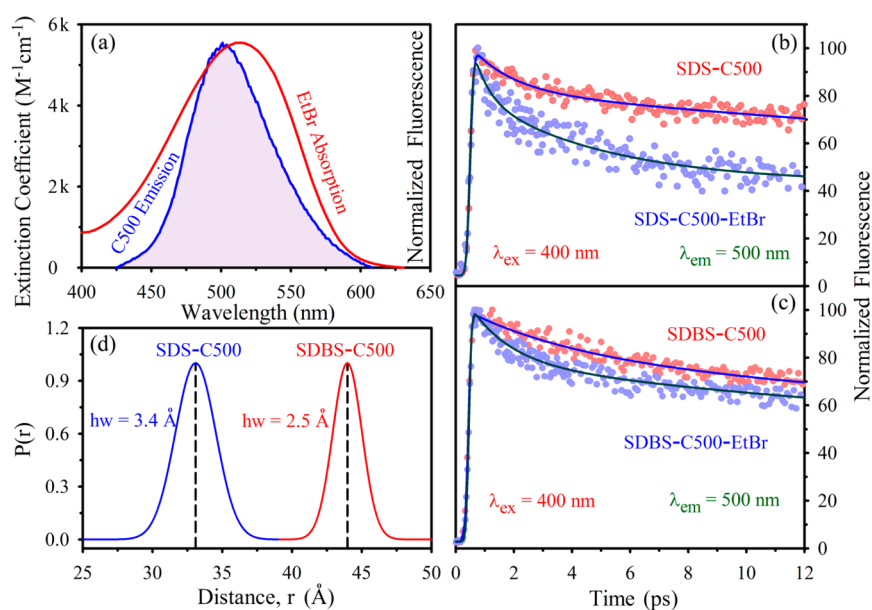 (a)
Extinction Coefficient (M⁻¹cm⁻¹)
6k
4k
2k
0
C500 Emission
EtBr Absorption
Normalized Fluorescence
400 450 500 550 600 650
Wavelength (nm)
(b)
SDS-C500
SDS-C500-EtBr
λex = 400 nm
λem = 500 nm
100
80
60
40
20
0
Normalized Fluorescence
(d)
SDS-C500
SDBS-C500
hw = 3.4 Å
hw = 2.5 Å
P(r)
1.2
0.9
0.6
0.3
0.0
25 30 35 40 45 50
Distance, r (Å)
(c)
SDBS-C500
SDBS-C500-EtBr
λex = 400 nm
λem = 500 nm
100
80
60
40
20
0
0 2 4 6 8 10 12
Time (ps)